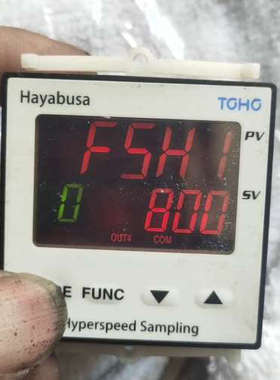 Hayabusa TOHO
FSH1 PV
0 800 SV
OUT4 COM
E FUNC ▼ ▲
Hyperspeed Sampling